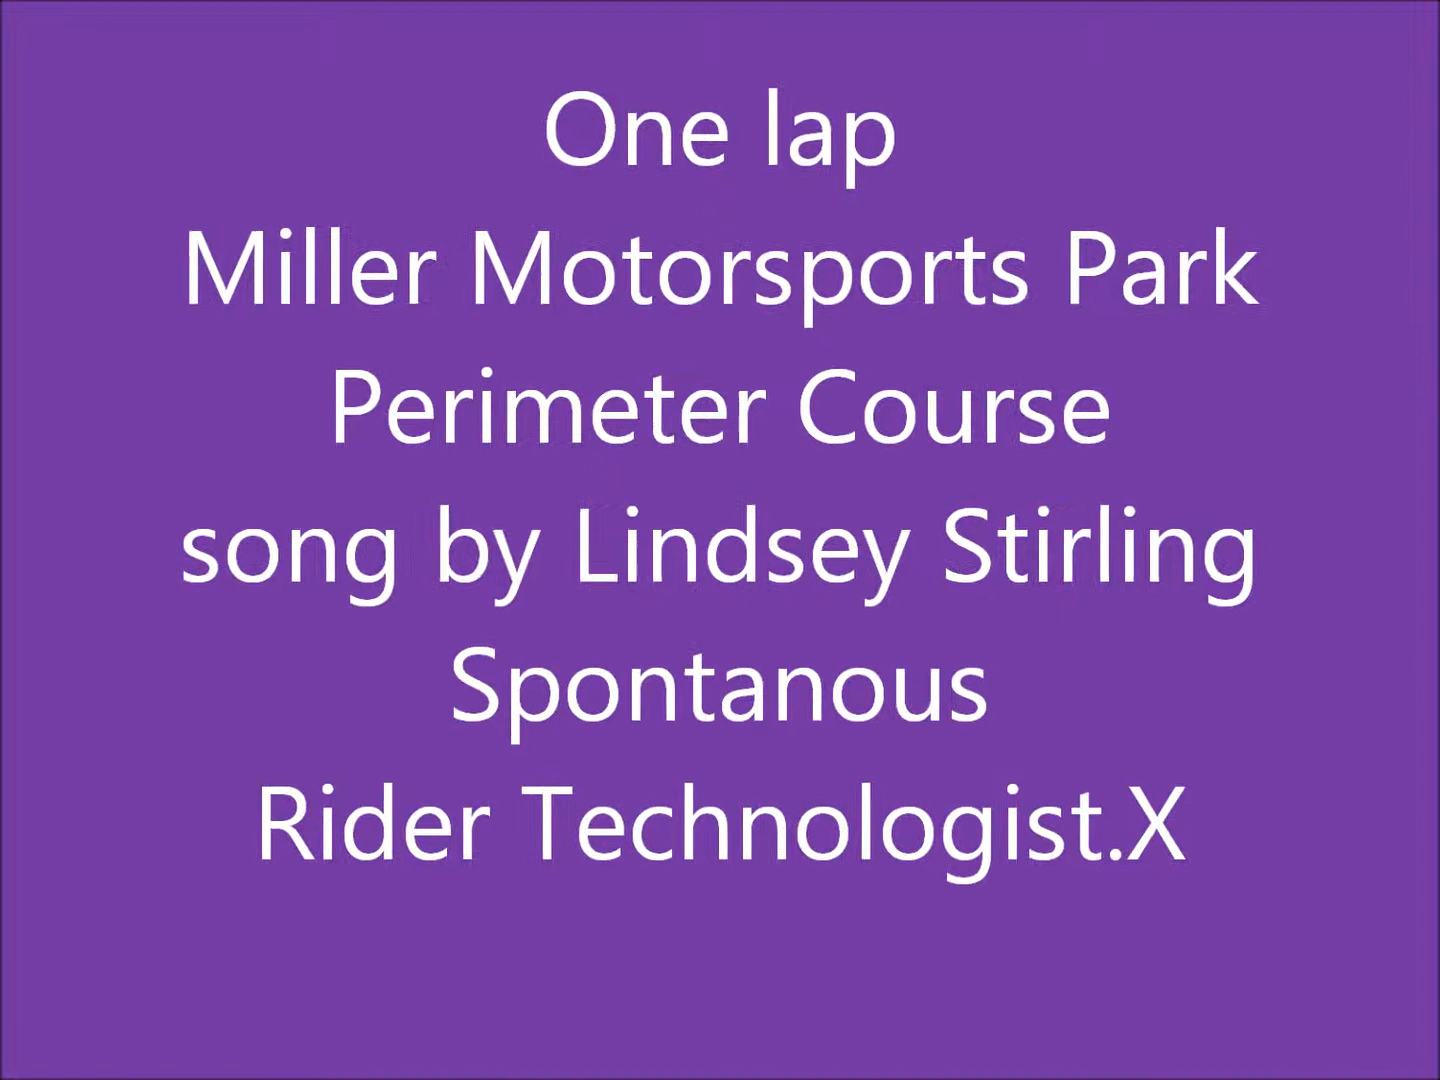 One lap
Miller Motorsports Park
Perimeter Course
song by Lindsey Stirling
Spontanous
Rider Technologist.X